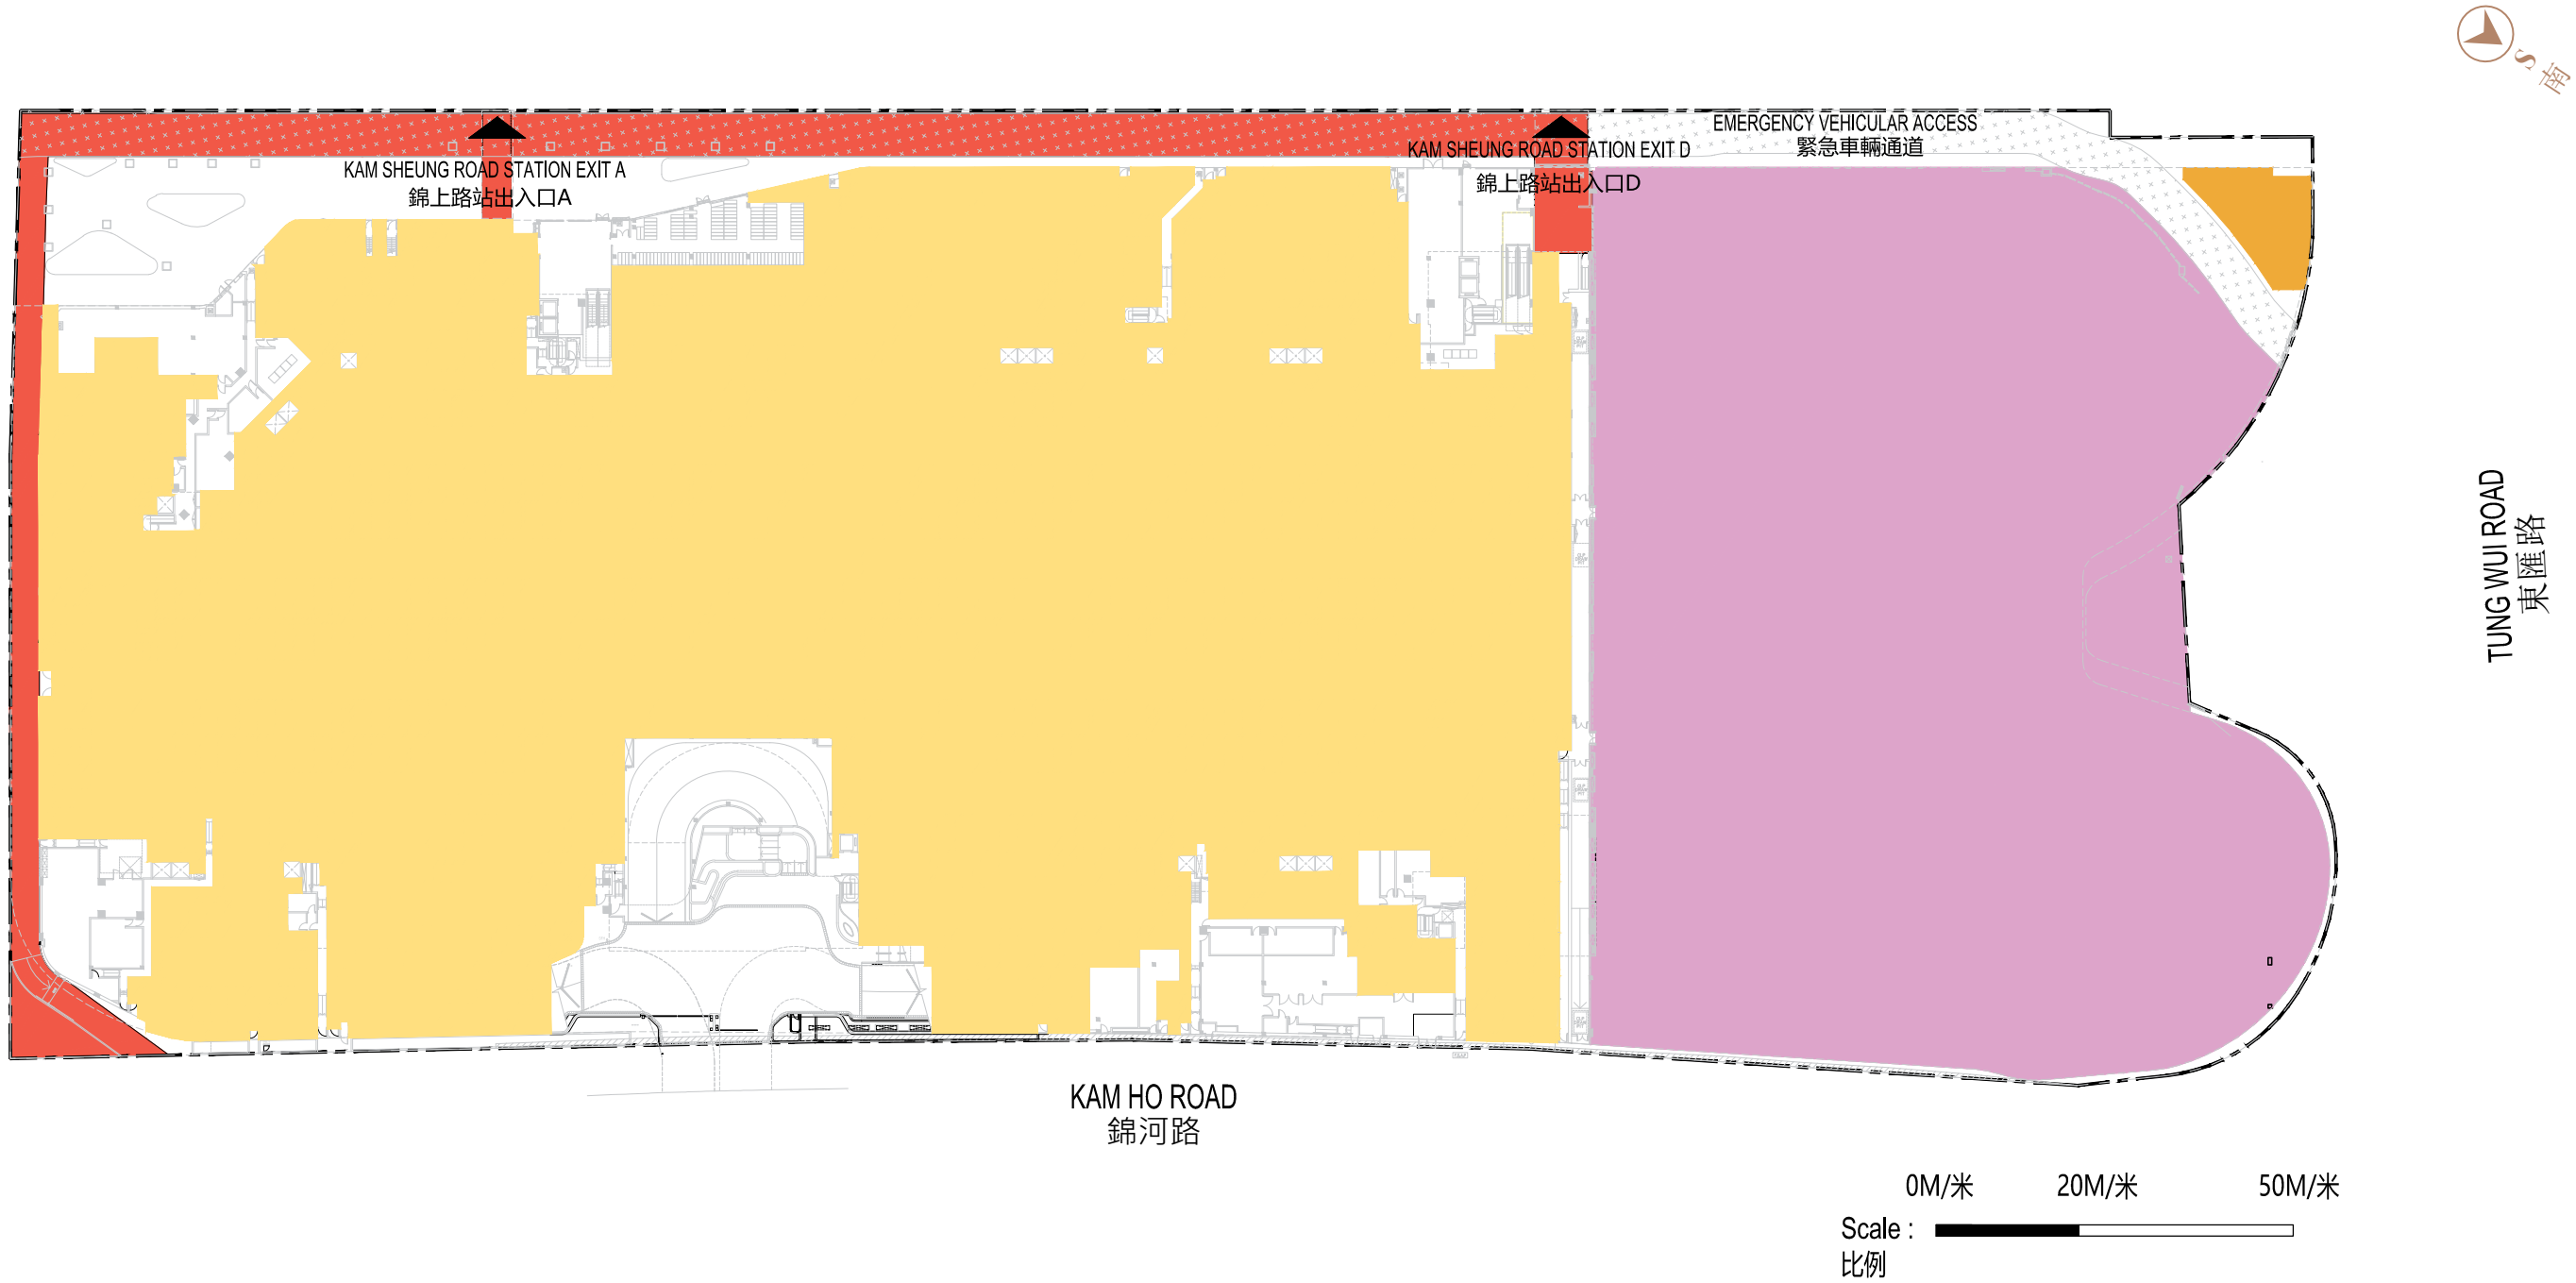 S 南
EMERGENCY VEHICULAR ACCESS
緊急車輛通道
KAM SHEUNG ROAD STATION EXIT A
錦上路站出入口A
KAM SHEUNG ROAD STATION EXIT D
錦上路站出入口D
TUNG WUI ROAD
東匯路
KAM HO ROAD
錦河路
0M/米 20M/米 50M/米
Scale :
比例